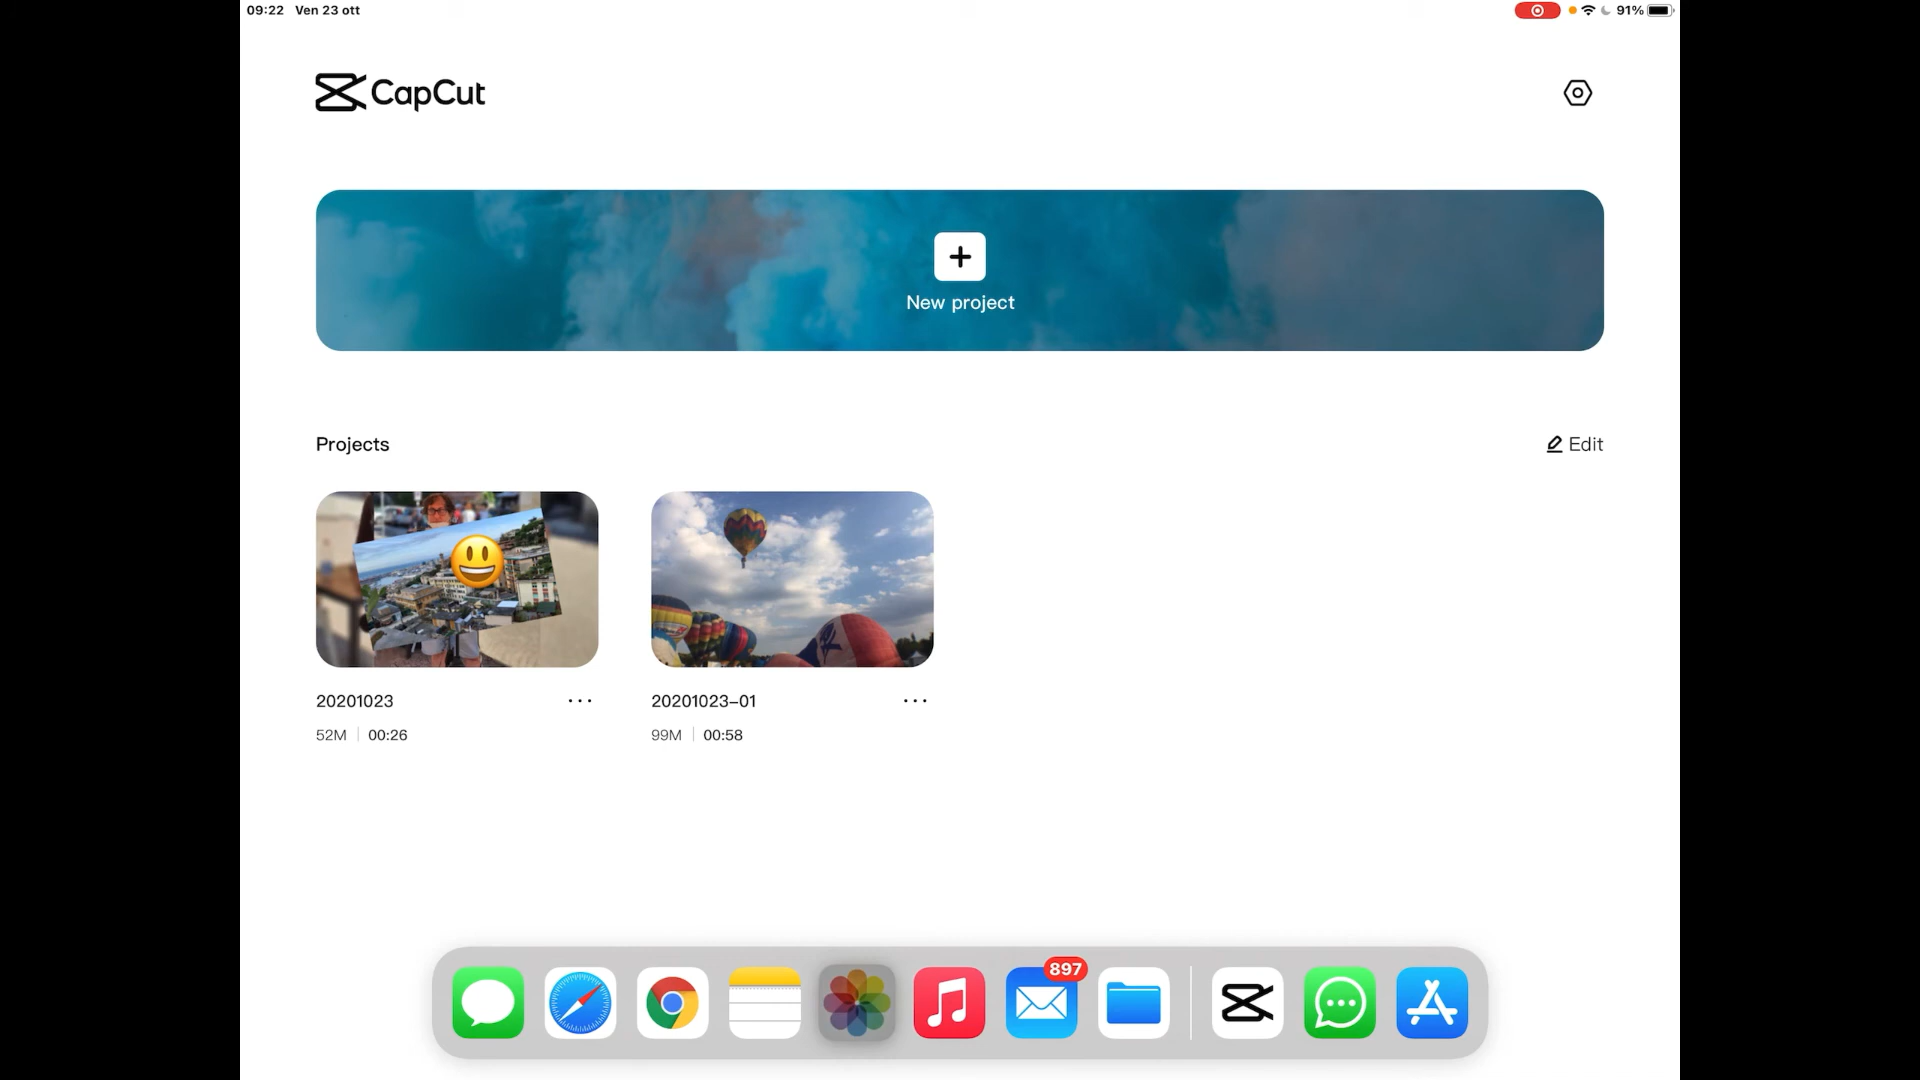 09:22 Ven 23 ott 91%
CapCut
New project
Projects Edit
20201023 ··· 20201023-01 ···
52M 00:26 99M 00:58
897